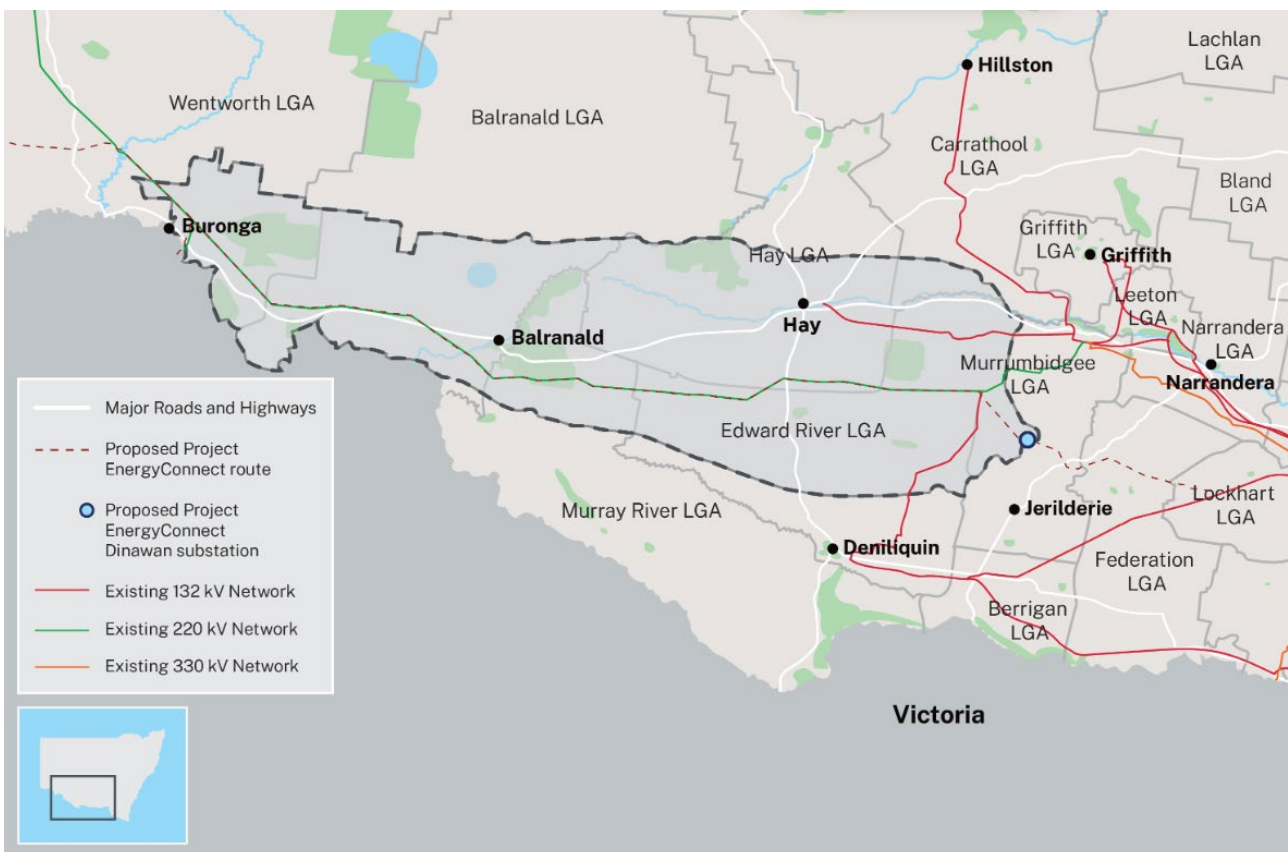 Lachlan
LGA
Hillston
Wentworth LGA
Balranald LGA
Carrathool
LGA
Bland
LGA
Buronga
Griffith
LGA
Griffith
Hay LGA
Leeton
LGA
Hay
Narrandera
LGA
Balranald
Murrumbidgee
LGA
Narrandera
Edward River LGA
Murray River LGA
Lockhart
LGA
Jerilderie
Deniliquin
Federation
LGA
Berrigan
LGA
Victoria
Major Roads and Highways
Proposed Project
EnergyConnect route
Proposed Project
EnergyConnect
Dinawan substation
Existing 132 kV Network
Existing 220 kV Network
Existing 330 kV Network